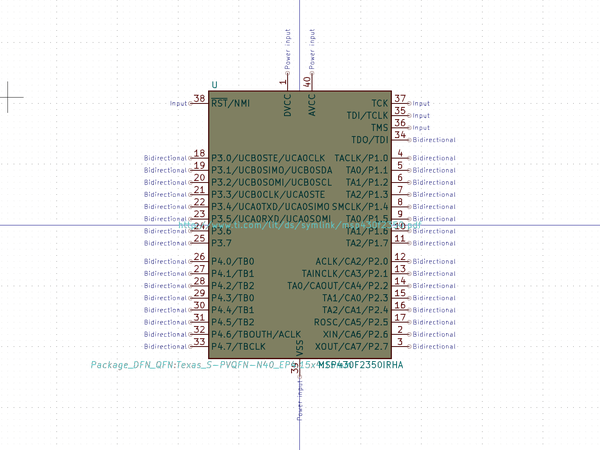 Power input
Power input
U
1
40
DVCC
AVCC
Input 38 RST/NMI
TCK 37 Input
TDI/TCLK 35 Input
TMS 36 Input
TDO/TDI 34 Bidirectional
Bidirectional 18 P3.0/UCB0STE/UCA0CLK TACLK/P1.0 4 Bidirectional
Bidirectional 19 P3.1/UCB0SIMO/UCB0SDA TA0/P1.1 5 Bidirectional
Bidirectional 20 P3.2/UCB0SOMI/UCB0SCL TA1/P1.2 6 Bidirectional
Bidirectional 21 P3.3/UCB0CLK/UCA0STE TA2/P1.3 7 Bidirectional
Bidirectional 22 P3.4/UCA0TXD/UCA0SIMO SMCLK/P1.4 8 Bidirectional
Bidirectional 23 P3.5/UCA0RXD/UCA0SOMI TA0/P1.5 9 Bidirectional
Bidirectional 24 P3.6 TA1/P1.6 10 Bidirectional
Bidirectional 25 P3.7 TA2/P1.7 11 Bidirectional
Bidirectional 26 P4.0/TB0 ACLK/CA2/P2.0 12 Bidirectional
Bidirectional 27 P4.1/TB1 TAINCLK/CA3/P2.1 13 Bidirectional
Bidirectional 28 P4.2/TB2 TA0/CAOUT/CA4/P2.2 14 Bidirectional
Bidirectional 29 P4.3/TB0 TA1/CA0/P2.3 15 Bidirectional
Bidirectional 30 P4.4/TB1 TA2/CA1/P2.4 16 Bidirectional
Bidirectional 31 P4.5/TB2 ROSC/CA5/P2.5 17 Bidirectional
Bidirectional 32 P4.6/TBOUTH/ACLK XIN/CA6/P2.6 2 Bidirectional
Bidirectional 33 P4.7/TBCLK XOUT/CA7/P2.7 3 Bidirectional
VSS
39
MSP430F2350IRHA
Power input